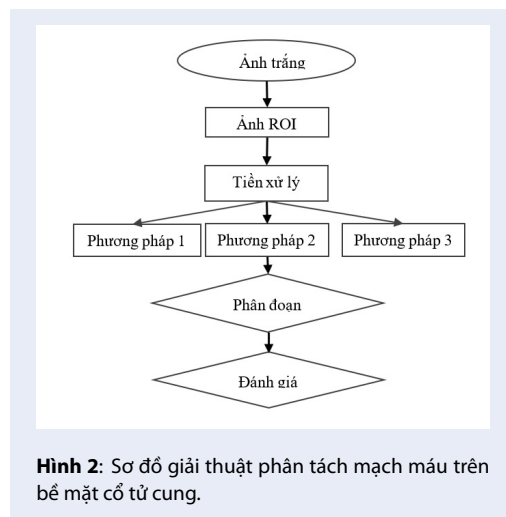 Ảnh trắng
Ảnh ROI
Tiền xử lý
Phương pháp 1 Phương pháp 2 Phương pháp 3
Phân đoạn
Đánh giá
Hình 2: Sơ đồ giải thuật phân tách mạch máu trên
bề mặt cổ tử cung.